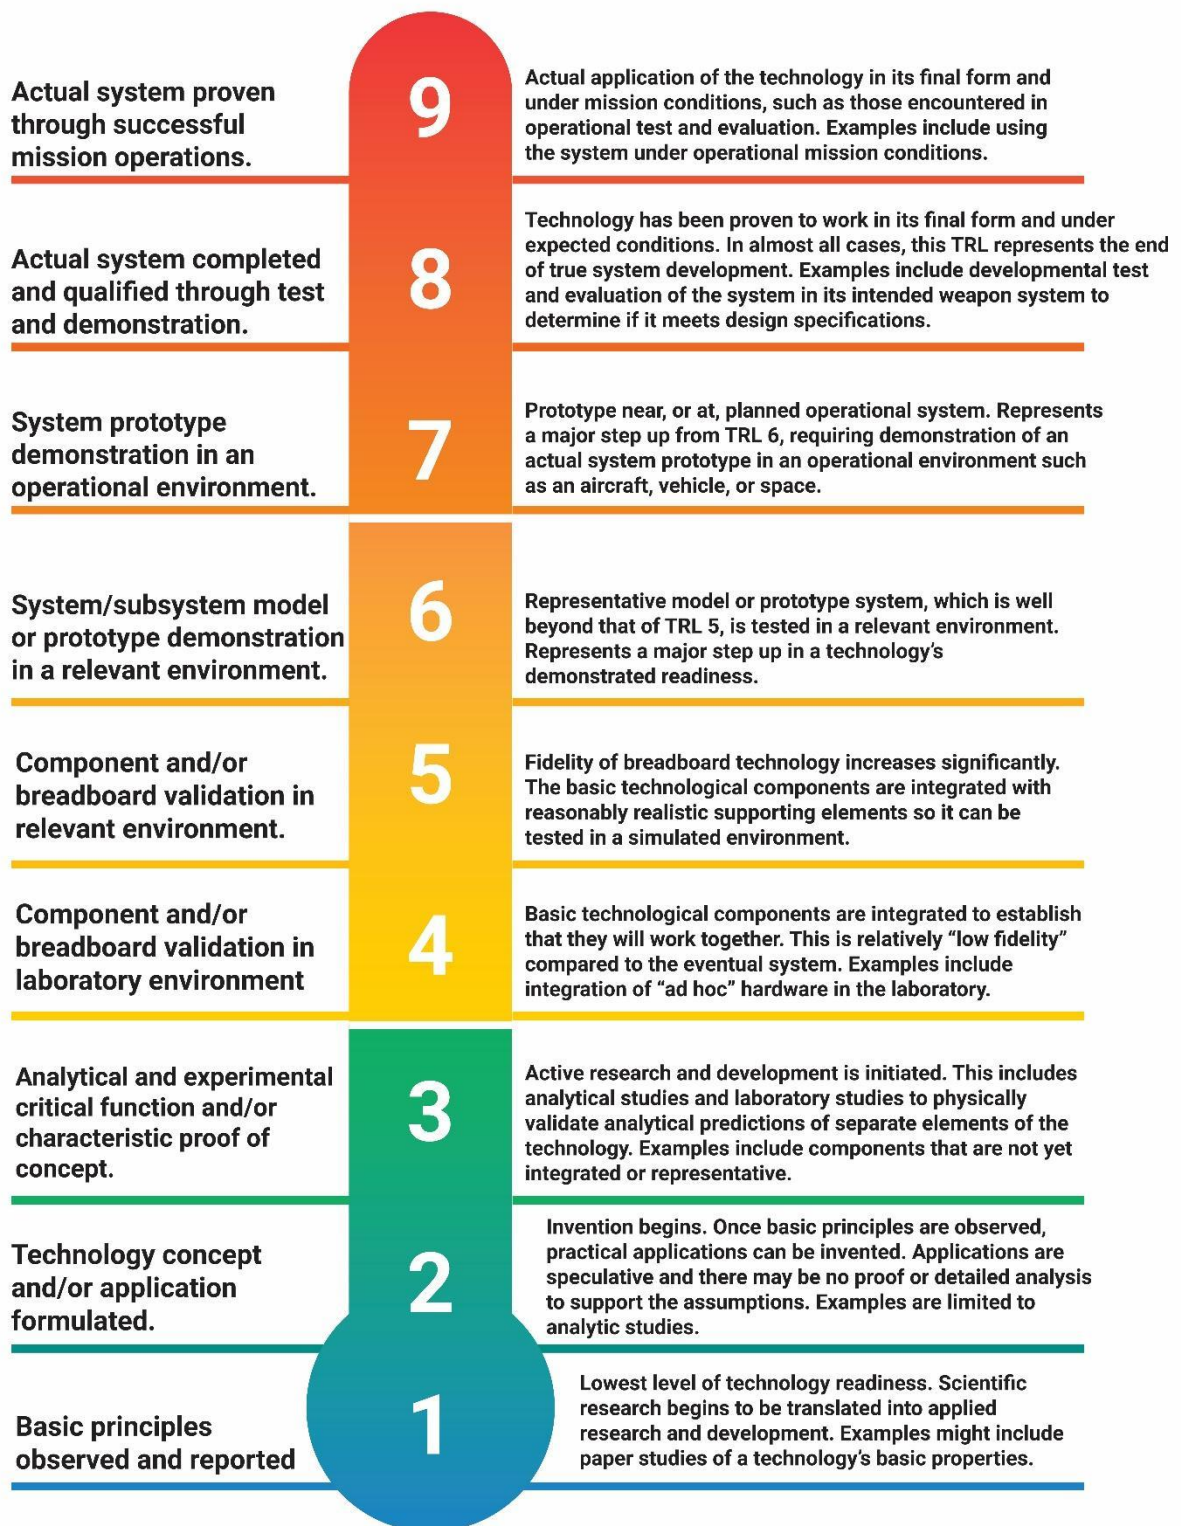 Actual system proven
through successful
mission operations.
9
Actual application of the technology in its final form and
under mission conditions, such as those encountered in
operational test and evaluation. Examples include using
the system under operational mission conditions.
Actual system completed
and qualified through test
and demonstration.
8
Technology has been proven to work in its final form and under
expected conditions. In almost all cases, this TRL represents the end
of true system development. Examples include developmental test
and evaluation of the system in its intended weapon system to
determine if it meets design specifications.
System prototype
demonstration in an
operational environment.
7
Prototype near, or at, planned operational system. Represents
a major step up from TRL 6, requiring demonstration of an
actual system prototype in an operational environment such
as an aircraft, vehicle, or space.
System/subsystem model
or prototype demonstration
in a relevant environment.
6
Representative model or prototype system, which is well
beyond that of TRL 5, is tested in a relevant environment.
Represents a major step up in a technology's
demonstrated readiness.
Component and/or
breadboard validation in
relevant environment.
5
Fidelity of breadboard technology increases significantly.
The basic technological components are integrated with
reasonably realistic supporting elements so it can be
tested in a simulated environment.
Component and/or
breadboard validation in
laboratory environment
4
Basic technological components are integrated to establish
that they will work together. This is relatively “low fidelity”
compared to the eventual system. Examples include
integration of “ad hoc” hardware in the laboratory.
Analytical and experimental
critical function and/or
characteristic proof of
concept.
3
Active research and development is initiated. This includes
analytical studies and laboratory studies to physically
validate analytical predictions of separate elements of the
technology. Examples include components that are not yet
integrated or representative.
Technology concept
and/or application
formulated.
2
Invention begins. Once basic principles are observed,
practical applications can be invented. Applications are
speculative and there may be no proof or detailed analysis
to support the assumptions. Examples are limited to
analytic studies.
Basic principles
observed and reported
1
Lowest level of technology readiness. Scientific
research begins to be translated into applied
research and development. Examples might include
paper studies of a technology's basic properties.